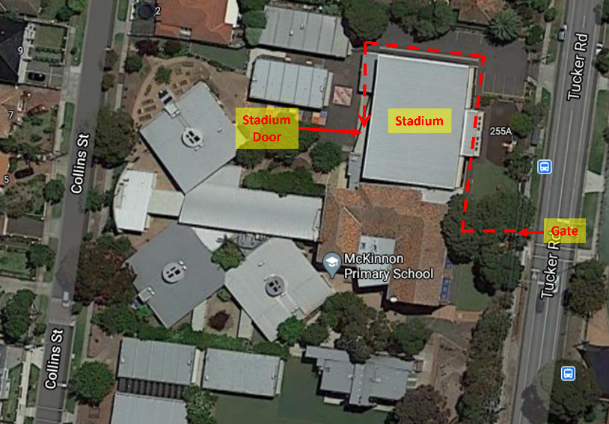 2
9
Tucker Rd
7
Stadium
Door
Stadium
255A
Collins St
5
Gate
Tucker Rd
McKinnon
Primary School
Collins St